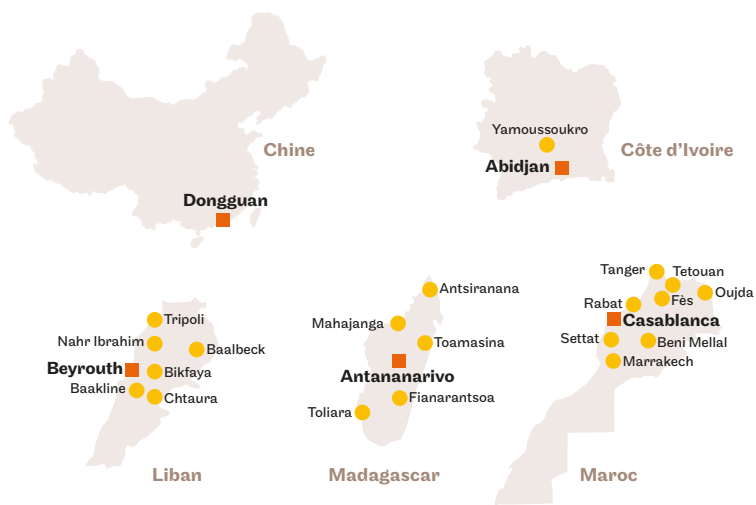 Chine
Dongguan
Yamoussoukro
Abidjan
Côte d’Ivoire
Tripoli
Nahr Ibrahim
Baalbeck
Beyrouth
Bikfaya
Baakline
Chtaura
Liban
Antsiranana
Mahajanga
Toamasina
Antananarivo
Fianarantsoa
Toliara
Madagascar
Tanger
Tetouan
Oujda
Rabat
Fès
Casablanca
Settat
Beni Mellal
Marrakech
Maroc